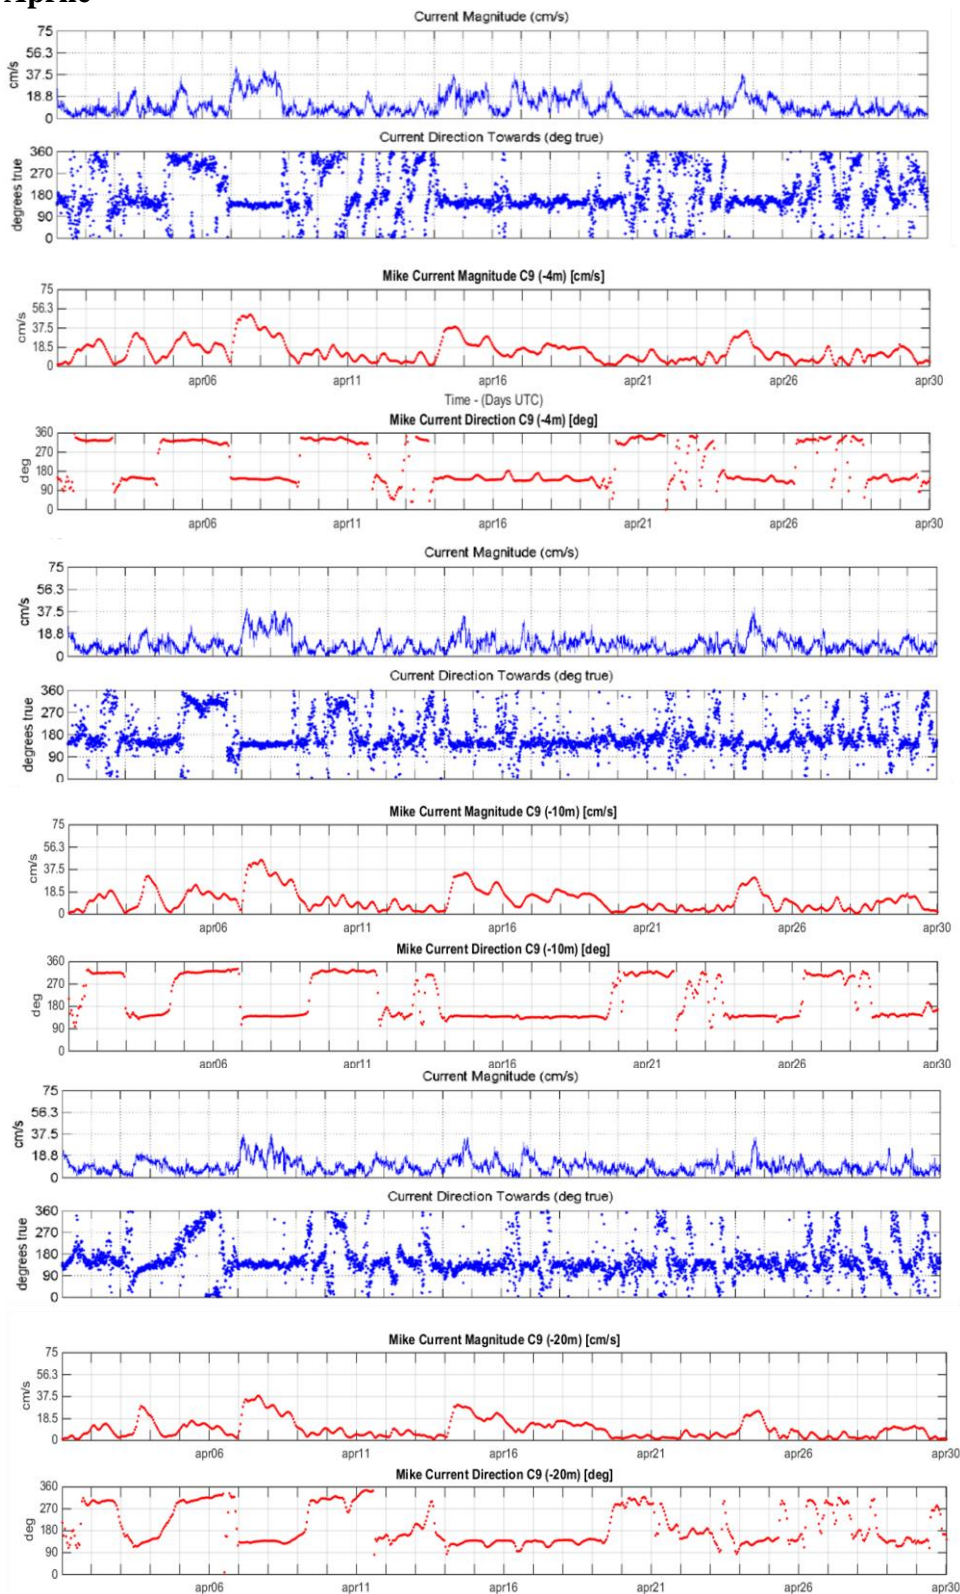 Current Magnitude (cm/s)
75
56.3
37.5
18.8
0
cm/s
Current Direction Towards (deg true)
360
270
180
90
0
degrees true
Mike Current Magnitude C9 (-4m) [cm/s]
75
56.3
37.5
18.5
0
cm/s
apr06 apr11 apr16 apr21 apr26 apr30
Time - (Days UTC)
Mike Current Direction C9 (-4m) [deg]
360
270
180
90
0
deg
apr06 apr11 apr16 apr21 apr26 apr30
Current Magnitude (cm/s)
75
56.3
37.5
18.8
0
cm/s
Current Direction Towards (deg true)
360
270
180
90
0
degrees true
Mike Current Magnitude C9 (-10m) [cm/s]
75
56.3
37.5
18.5
0
cm/s
apr06 apr11 apr16 apr21 apr26 apr30
Mike Current Direction C9 (-10m) [deg]
360
270
180
90
0
deg
apr06 apr11 apr16 apr21 apr26 apr30
Current Magnitude (cm/s)
75
56.3
37.5
18.8
0
cm/s
Current Direction Towards (deg true)
360
270
180
90
0
degrees true
Mike Current Magnitude C9 (-20m) [cm/s]
75
56.3
37.5
18.5
0
cm/s
apr06 apr11 apr16 apr21 apr26 apr30
Mike Current Direction C9 (-20m) [deg]
360
270
180
90
0
deg
apr06 apr11 apr16 apr21 apr26 apr30